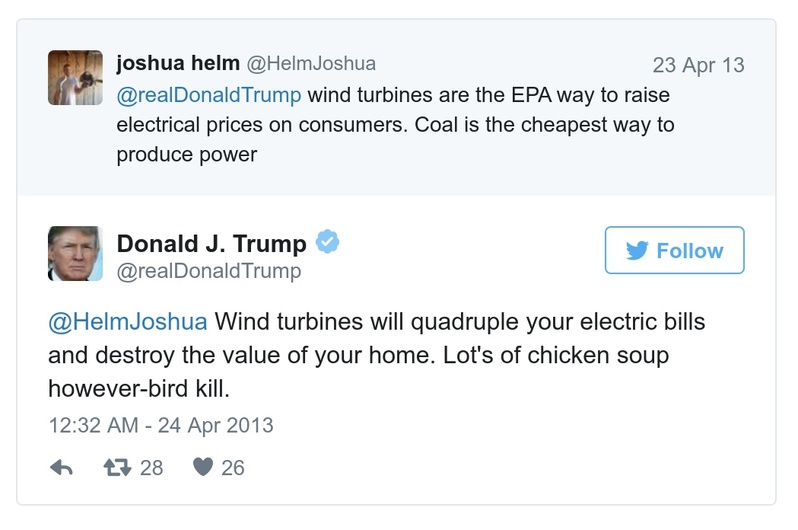 joshua helm @HelmJoshua 23 Apr 13
@realDonaldTrump wind turbines are the EPA way to raise
electrical prices on consumers. Coal is the cheapest way to
produce power
Donald J. Trump
@realDonaldTrump
Follow
@HelmJoshua Wind turbines will quadruple your electric bills
and destroy the value of your home. Lot's of chicken soup
however-bird kill.
12:32 AM - 24 Apr 2013
28 26